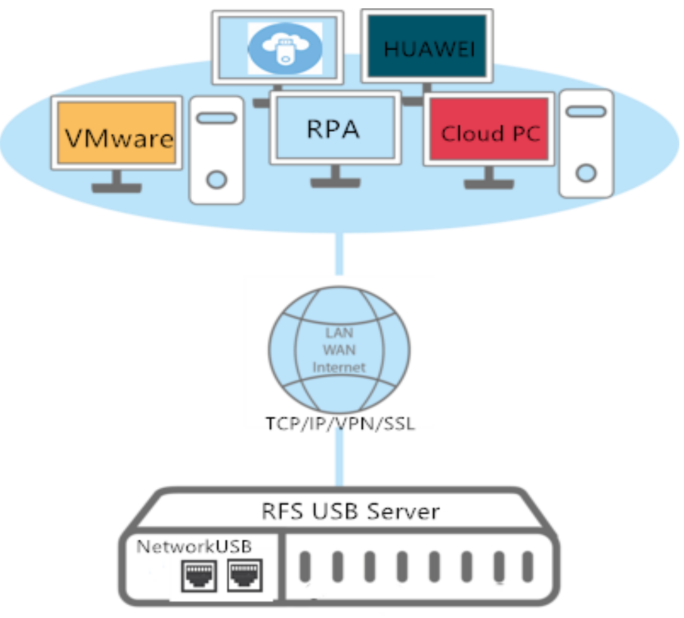 HUAWEI
VMware
RPA
Cloud PC
LAN
WAN
Internet
TCP/IP/VPN/SSL
RFS USB Server
NetworkUSB